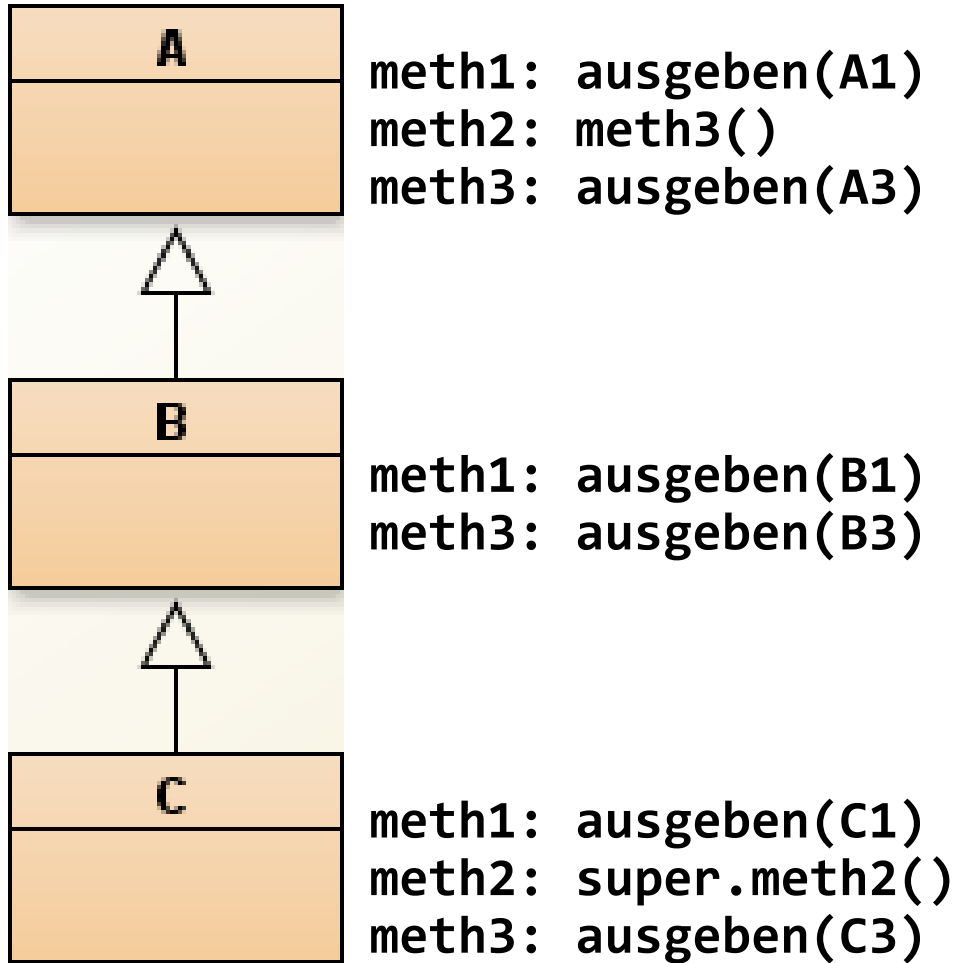 A
meth1: ausgeben(A1)
meth2: meth3()
meth3: ausgeben(A3)
B
meth1: ausgeben(B1)
meth3: ausgeben(B3)
C
meth1: ausgeben(C1)
meth2: super.meth2()
meth3: ausgeben(C3)